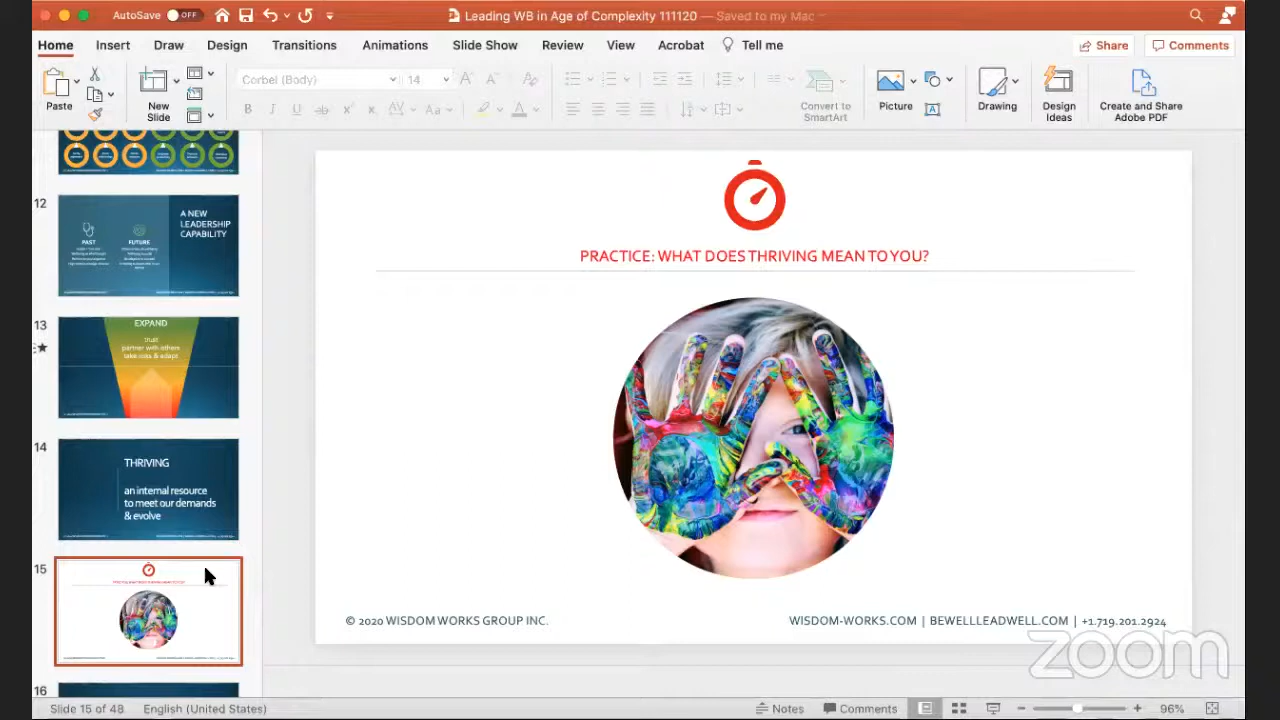 AutoSave OFF
Leading WB in Age of Complexity 111120 — Saved to my Mac
Home Insert Draw Design Transitions Animations Slide Show Review View Acrobat Tell me
Share Comments
Paste
New
Slide
Corbel (Body) 14
Convert to
SmartArt
Picture
Drawing
Design
Ideas
Create and Share
Adobe PDF
12
A NEW
LEADERSHIP
CAPABILITY
PAST FUTURE
13
EXPAND
trust
partner with others
take risks & adapt
14
THRIVING
an internal resource
to meet our demands
& evolve
15
16
PRACTICE: WHAT DOES THRIVING MEAN TO YOU?
© 2020 WISDOM WORKS GROUP INC.
WISDOM-WORKS.COM | BEWELLLEADWELL.COM | +1.719.201.2924
zoom
Slide 15 of 48 English (United States)
Notes Comments 96%